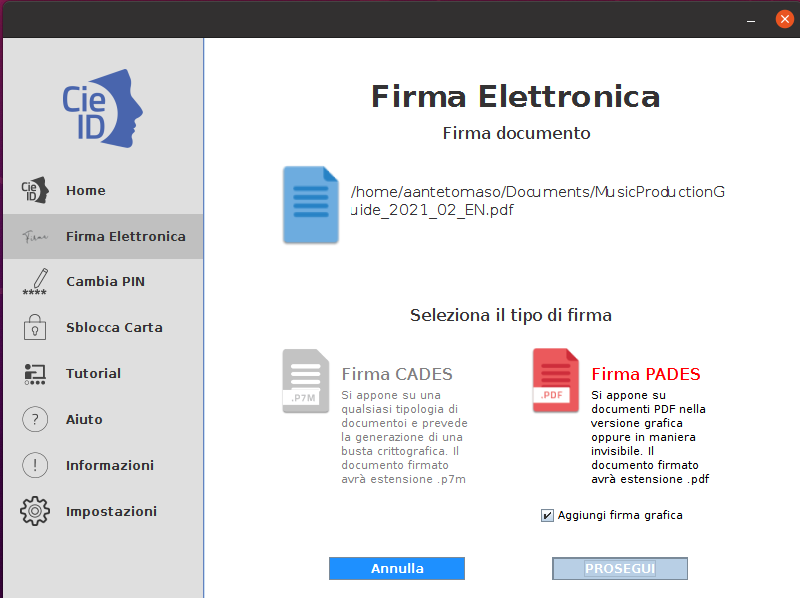 Cie
ID
Cie
ID
Home
Firma
Firma Elettronica
****
Cambia PIN
Sblocca Carta
Tutorial
?
Aiuto
!
Informazioni
Impostazioni
Firma Elettronica
Firma documento
/home/aantetomaso/Documents/MusicProductionG
uide_2021_02_EN.pdf
Seleziona il tipo di firma
.P7M
Firma CADES
Si appone su una
qualsiasi tipologia di
documentoi e prevede
la generazione di una
busta crittografica. Il
documento firmato
avrà estensione .p7m
.PDF
Firma PADES
Si appone su
documenti PDF nella
versione grafica
oppure in maniera
invisibile. Il
documento firmato
avrà estensione .pdf
Aggiungi firma grafica
Annulla
PROSEGUI